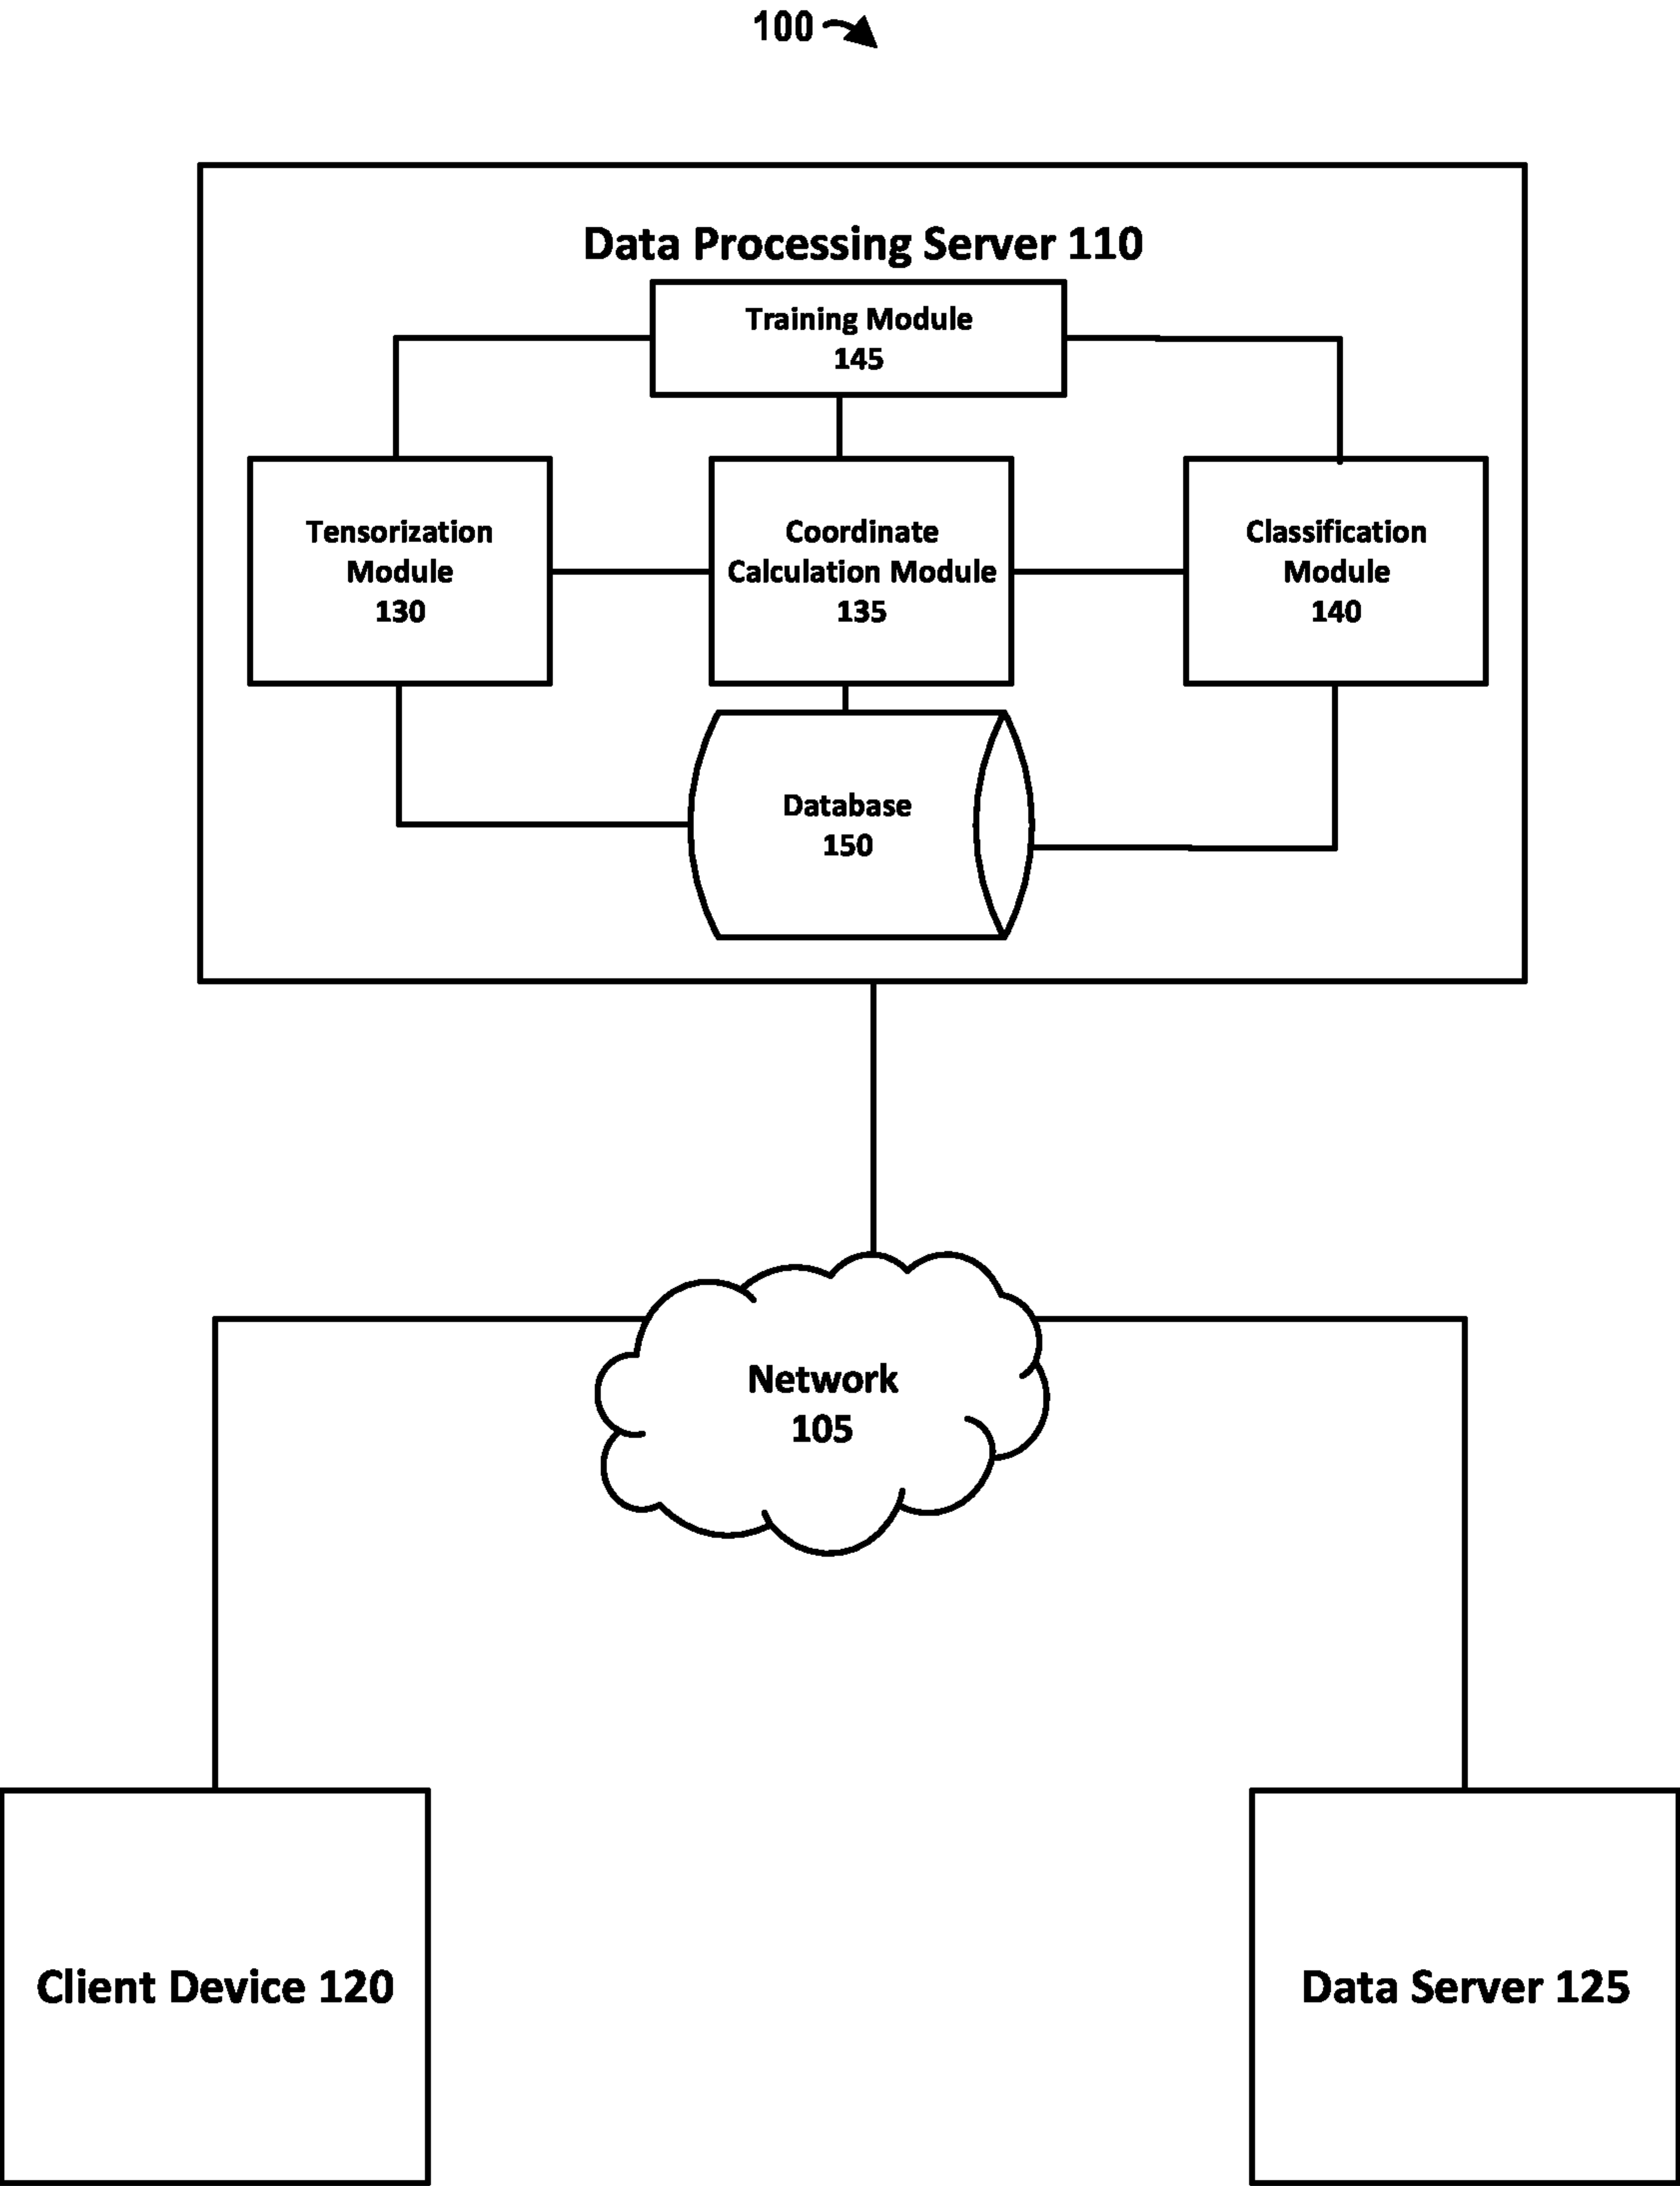 100
Data Processing Server 110
Training Module
145
Tensorization
Module
130
Coordinate
Calculation Module
135
Classification
Module
140
Database
150
Network
105
Client Device 120
Data Server 125